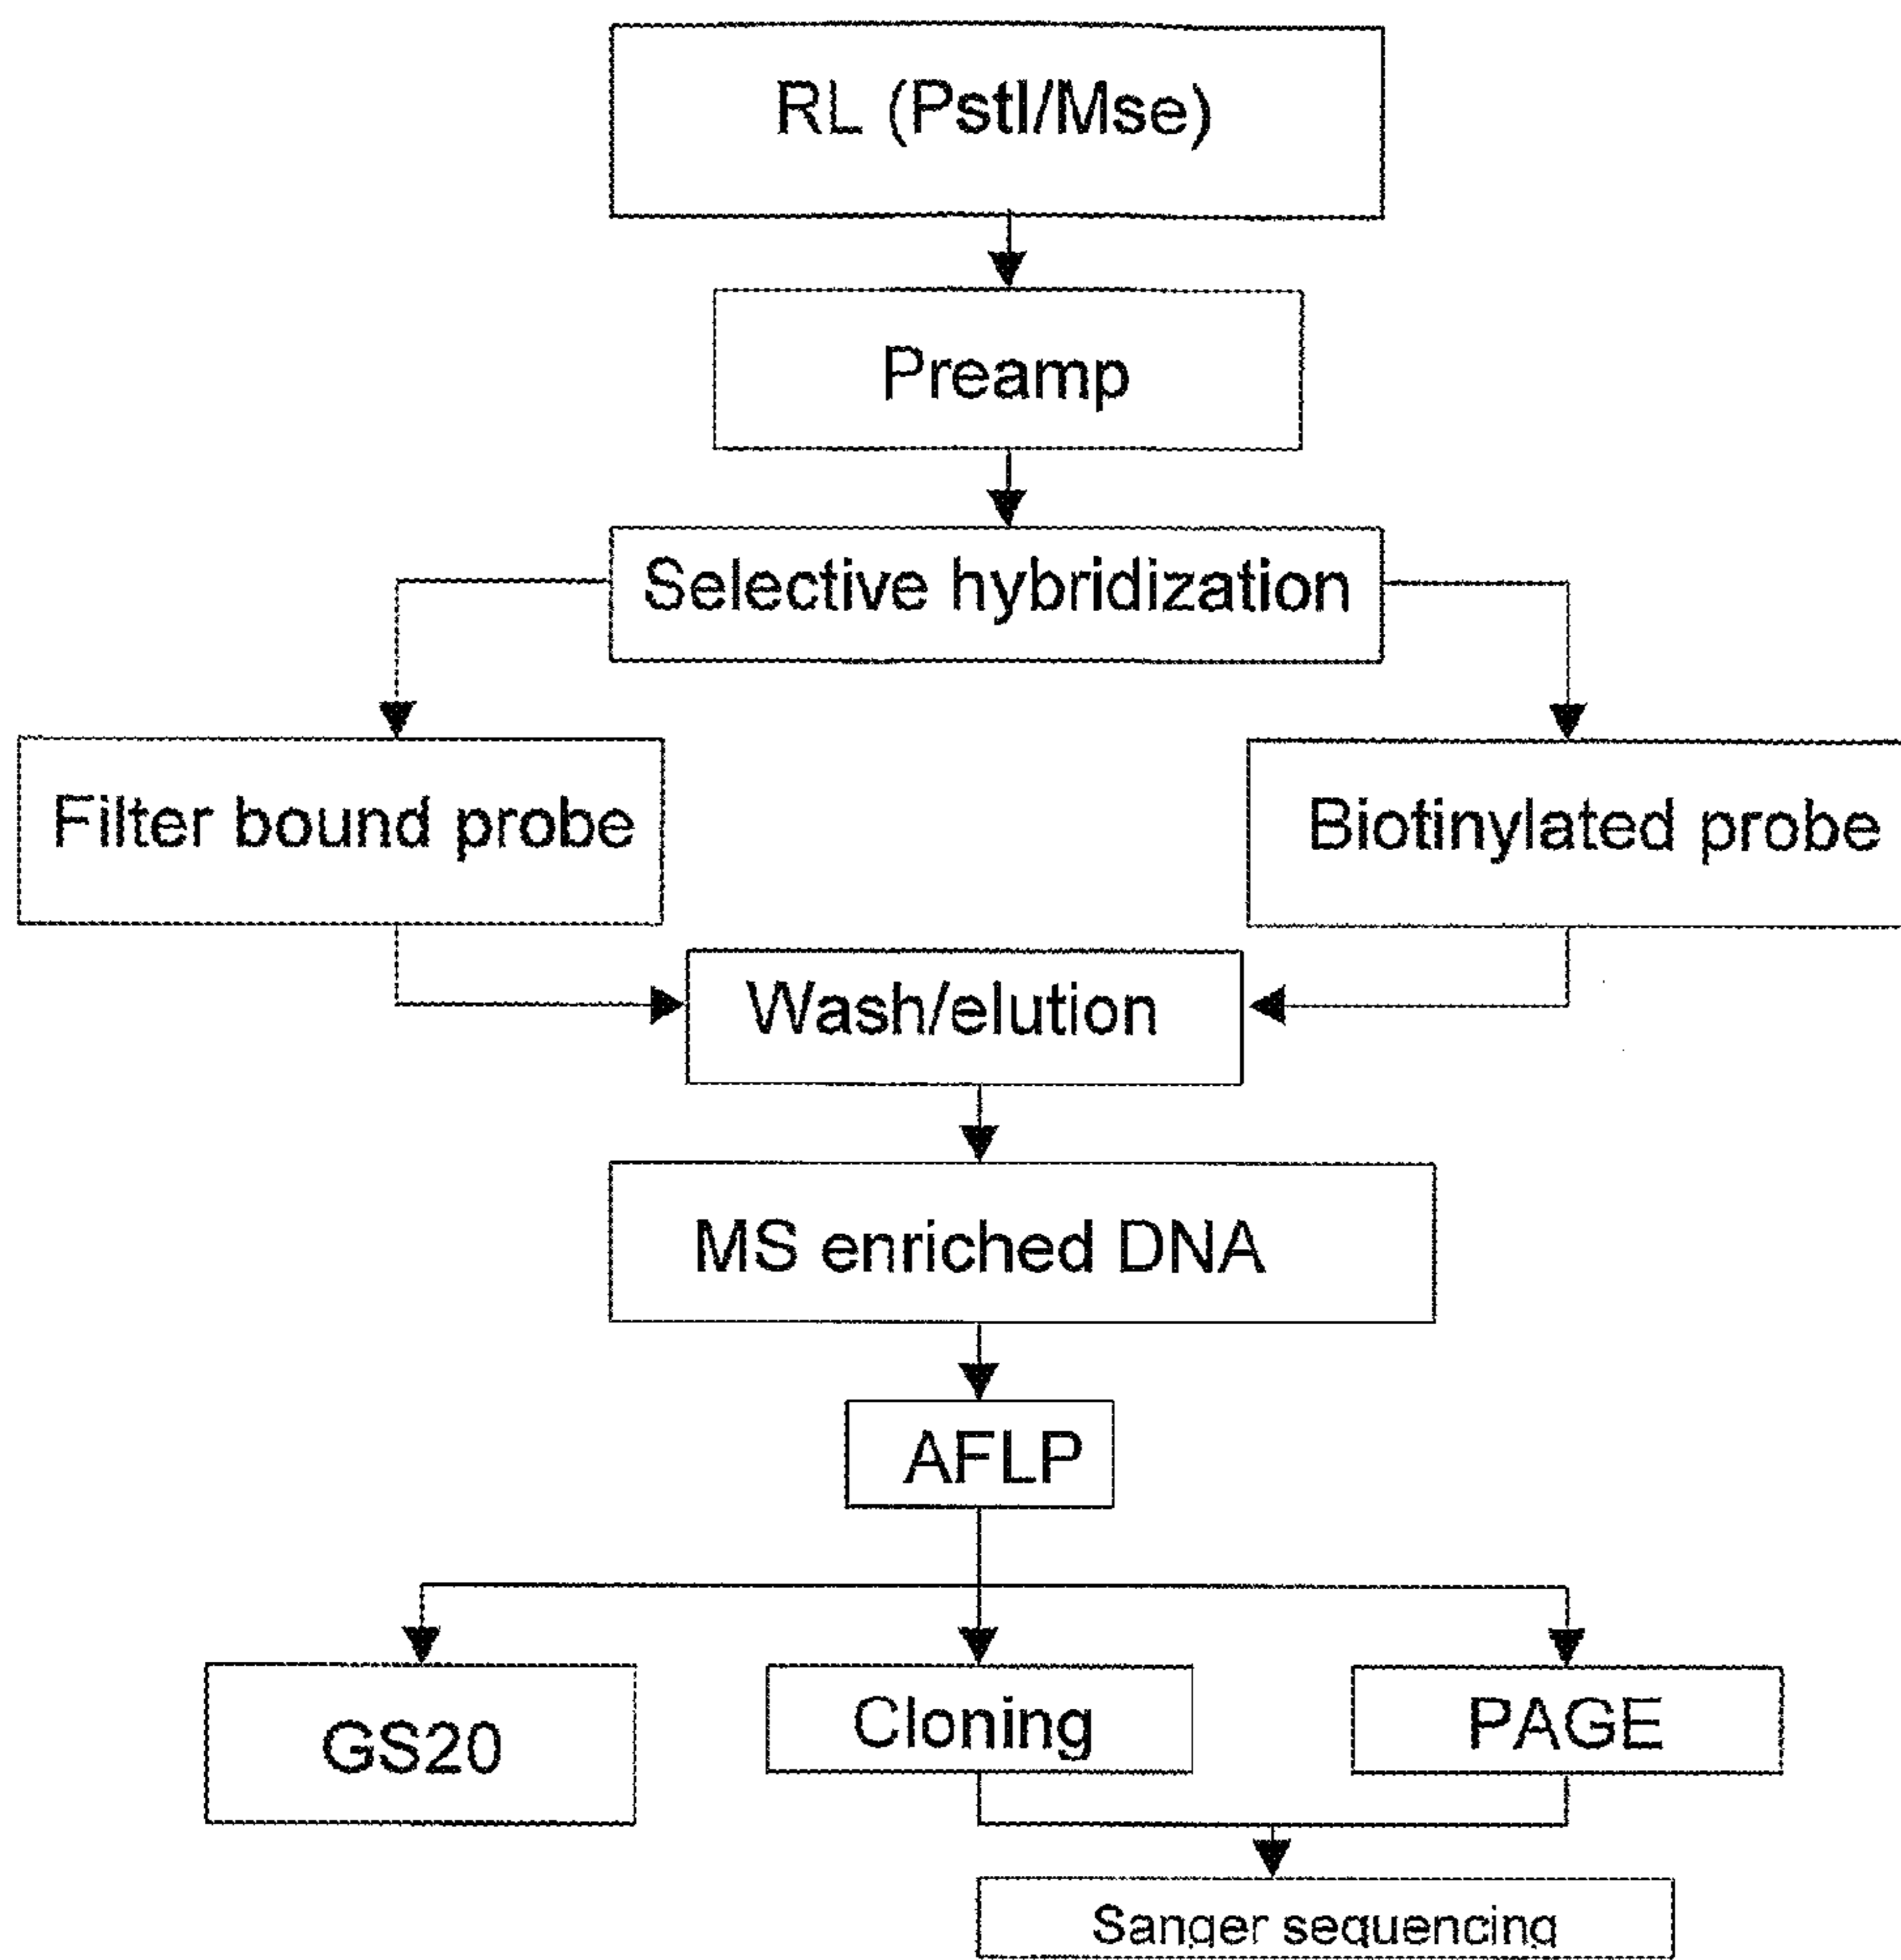 RL (PstI/Mse)
Preamp
Selective hybridization
Filter bound probe
Biotinylated probe
Wash/elution
MS enriched DNA
AFLP
GS20
Cloning
PAGE
Sanger sequencing